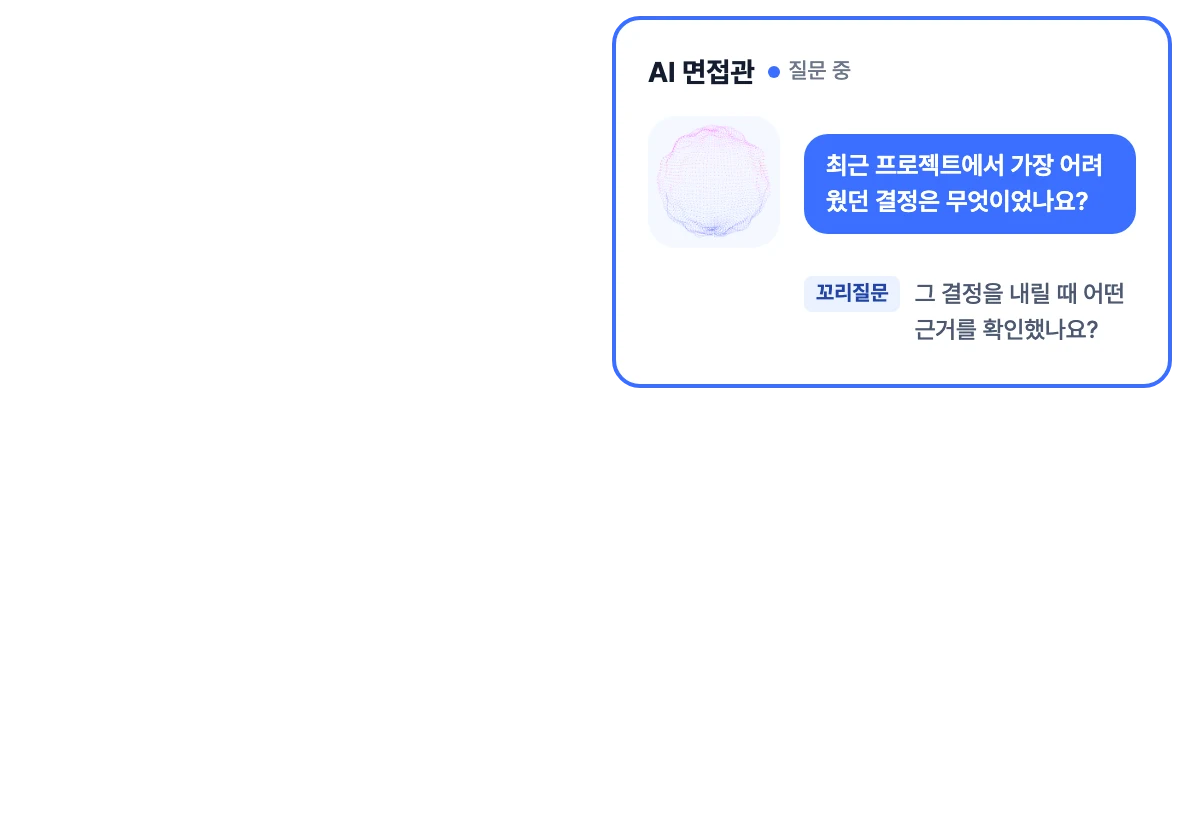 AI 면접관 질문 중
최근 프로젝트에서 가장 어려
웠던 결정은 무엇이었나요?
꼬리질문 그 결정을 내릴 때 어떤
근거를 확인했나요?